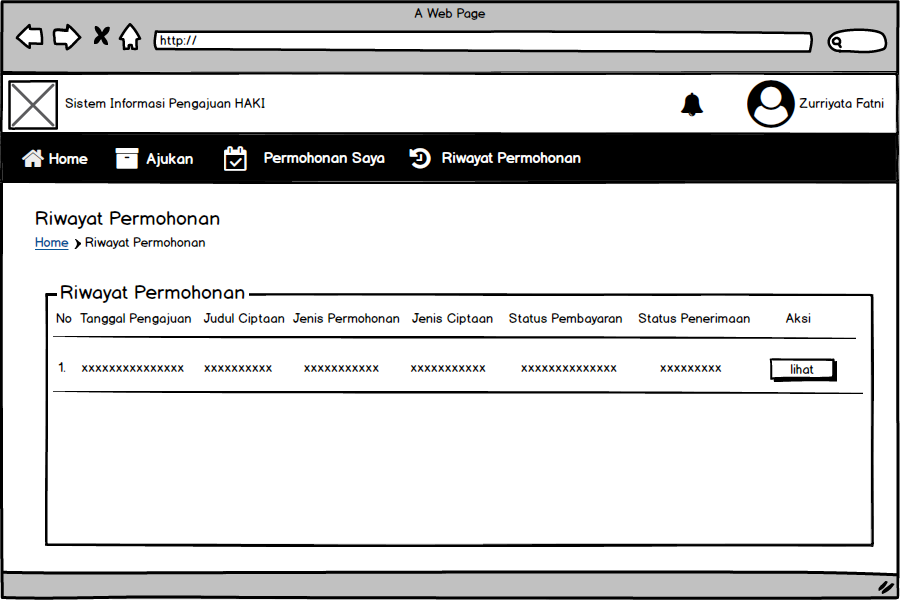 A Web Page
http://
Sistem Informasi Pengajuan HAKI
Zurriyata Fatni
Home Ajukan Permohonan Saya Riwayat Permohonan
Riwayat Permohonan
Home Riwayat Permohonan
Riwayat Permohonan
No Tanggal Pengajuan Judul Ciptaan Jenis Permohonan Jenis Ciptaan Status Pembayaran Status Penerimaan Aksi
1. xxxxxxxxxxxxxxx xxxxxxxxxx xxxxxxxxxxx xxxxxxxxxxx xxxxxxxxxxxxxx xxxxxxxxx lihat